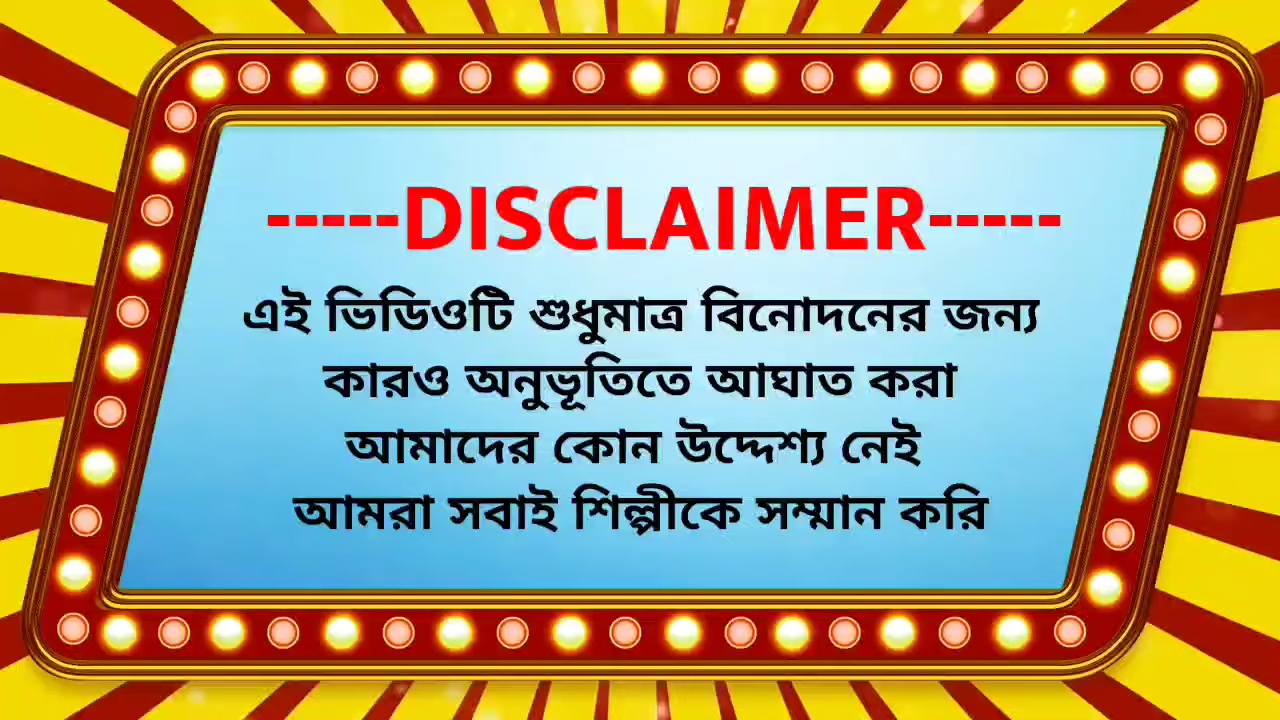 -----DISCLAIMER-----
এই ভিডিওটি শুধুমাত্র বিনোদনের জন্য
কারও অনুভূতিতে আঘাত করা
আমাদের কোন উদ্দেশ্য নেই
আমরা সবাই শিল্পীকে সম্মান করি